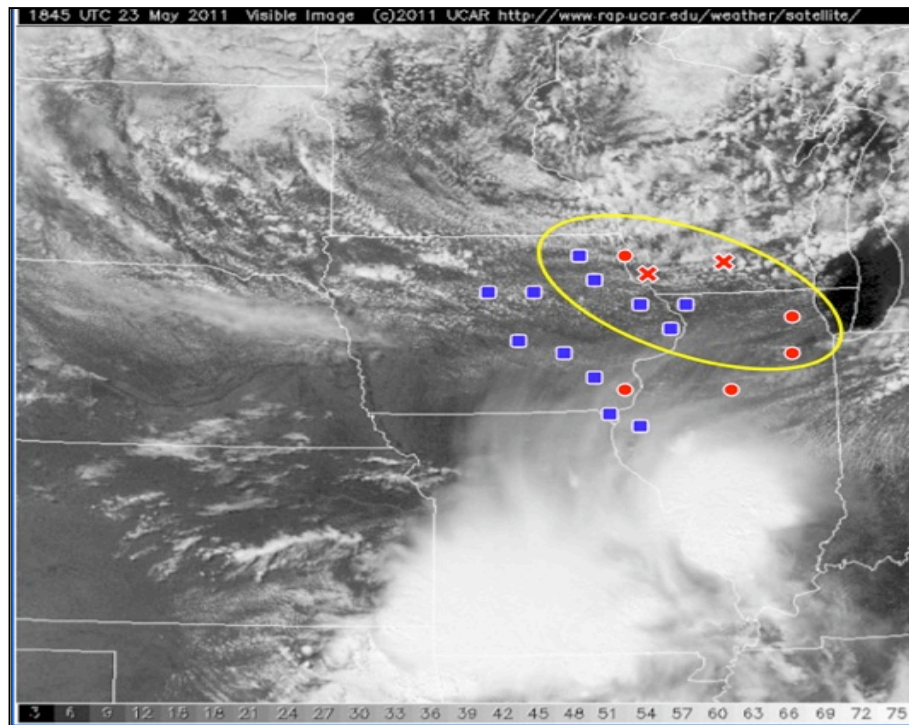 1845 UTC 23 May 2011 Visible Image (c)2011 UCAR http://www.rap.ucar.edu/weather/satellite/
3 6 9 12 15 18 21 24 27 30 33 36 39 42 45 48 51 54 57 60 63 66 69 72 75